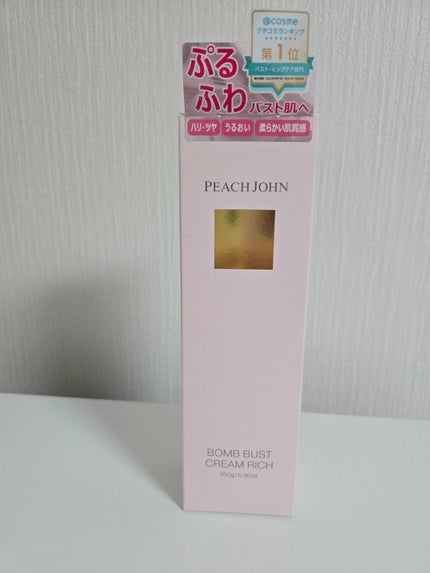 @cosme
クチコミランキング
第1位
バスト・ヒップケア部門
ぷる
ふわ
バスト肌へ
ハリ・ツヤ うるおい 柔らかい肌質感
PEACH JOHN
BOMB BUST
CREAM RICH
150g/5.30oz